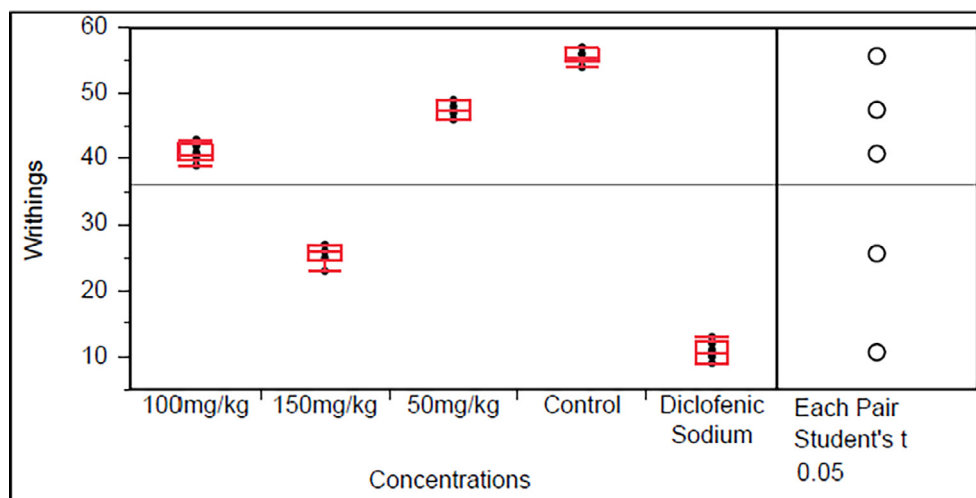 60
50
40
30
20
10
Writhings
100mg/kg 150mg/kg 50mg/kg Control Diclofenic Sodium
Concentrations
Each Pair
Student's t
0.05